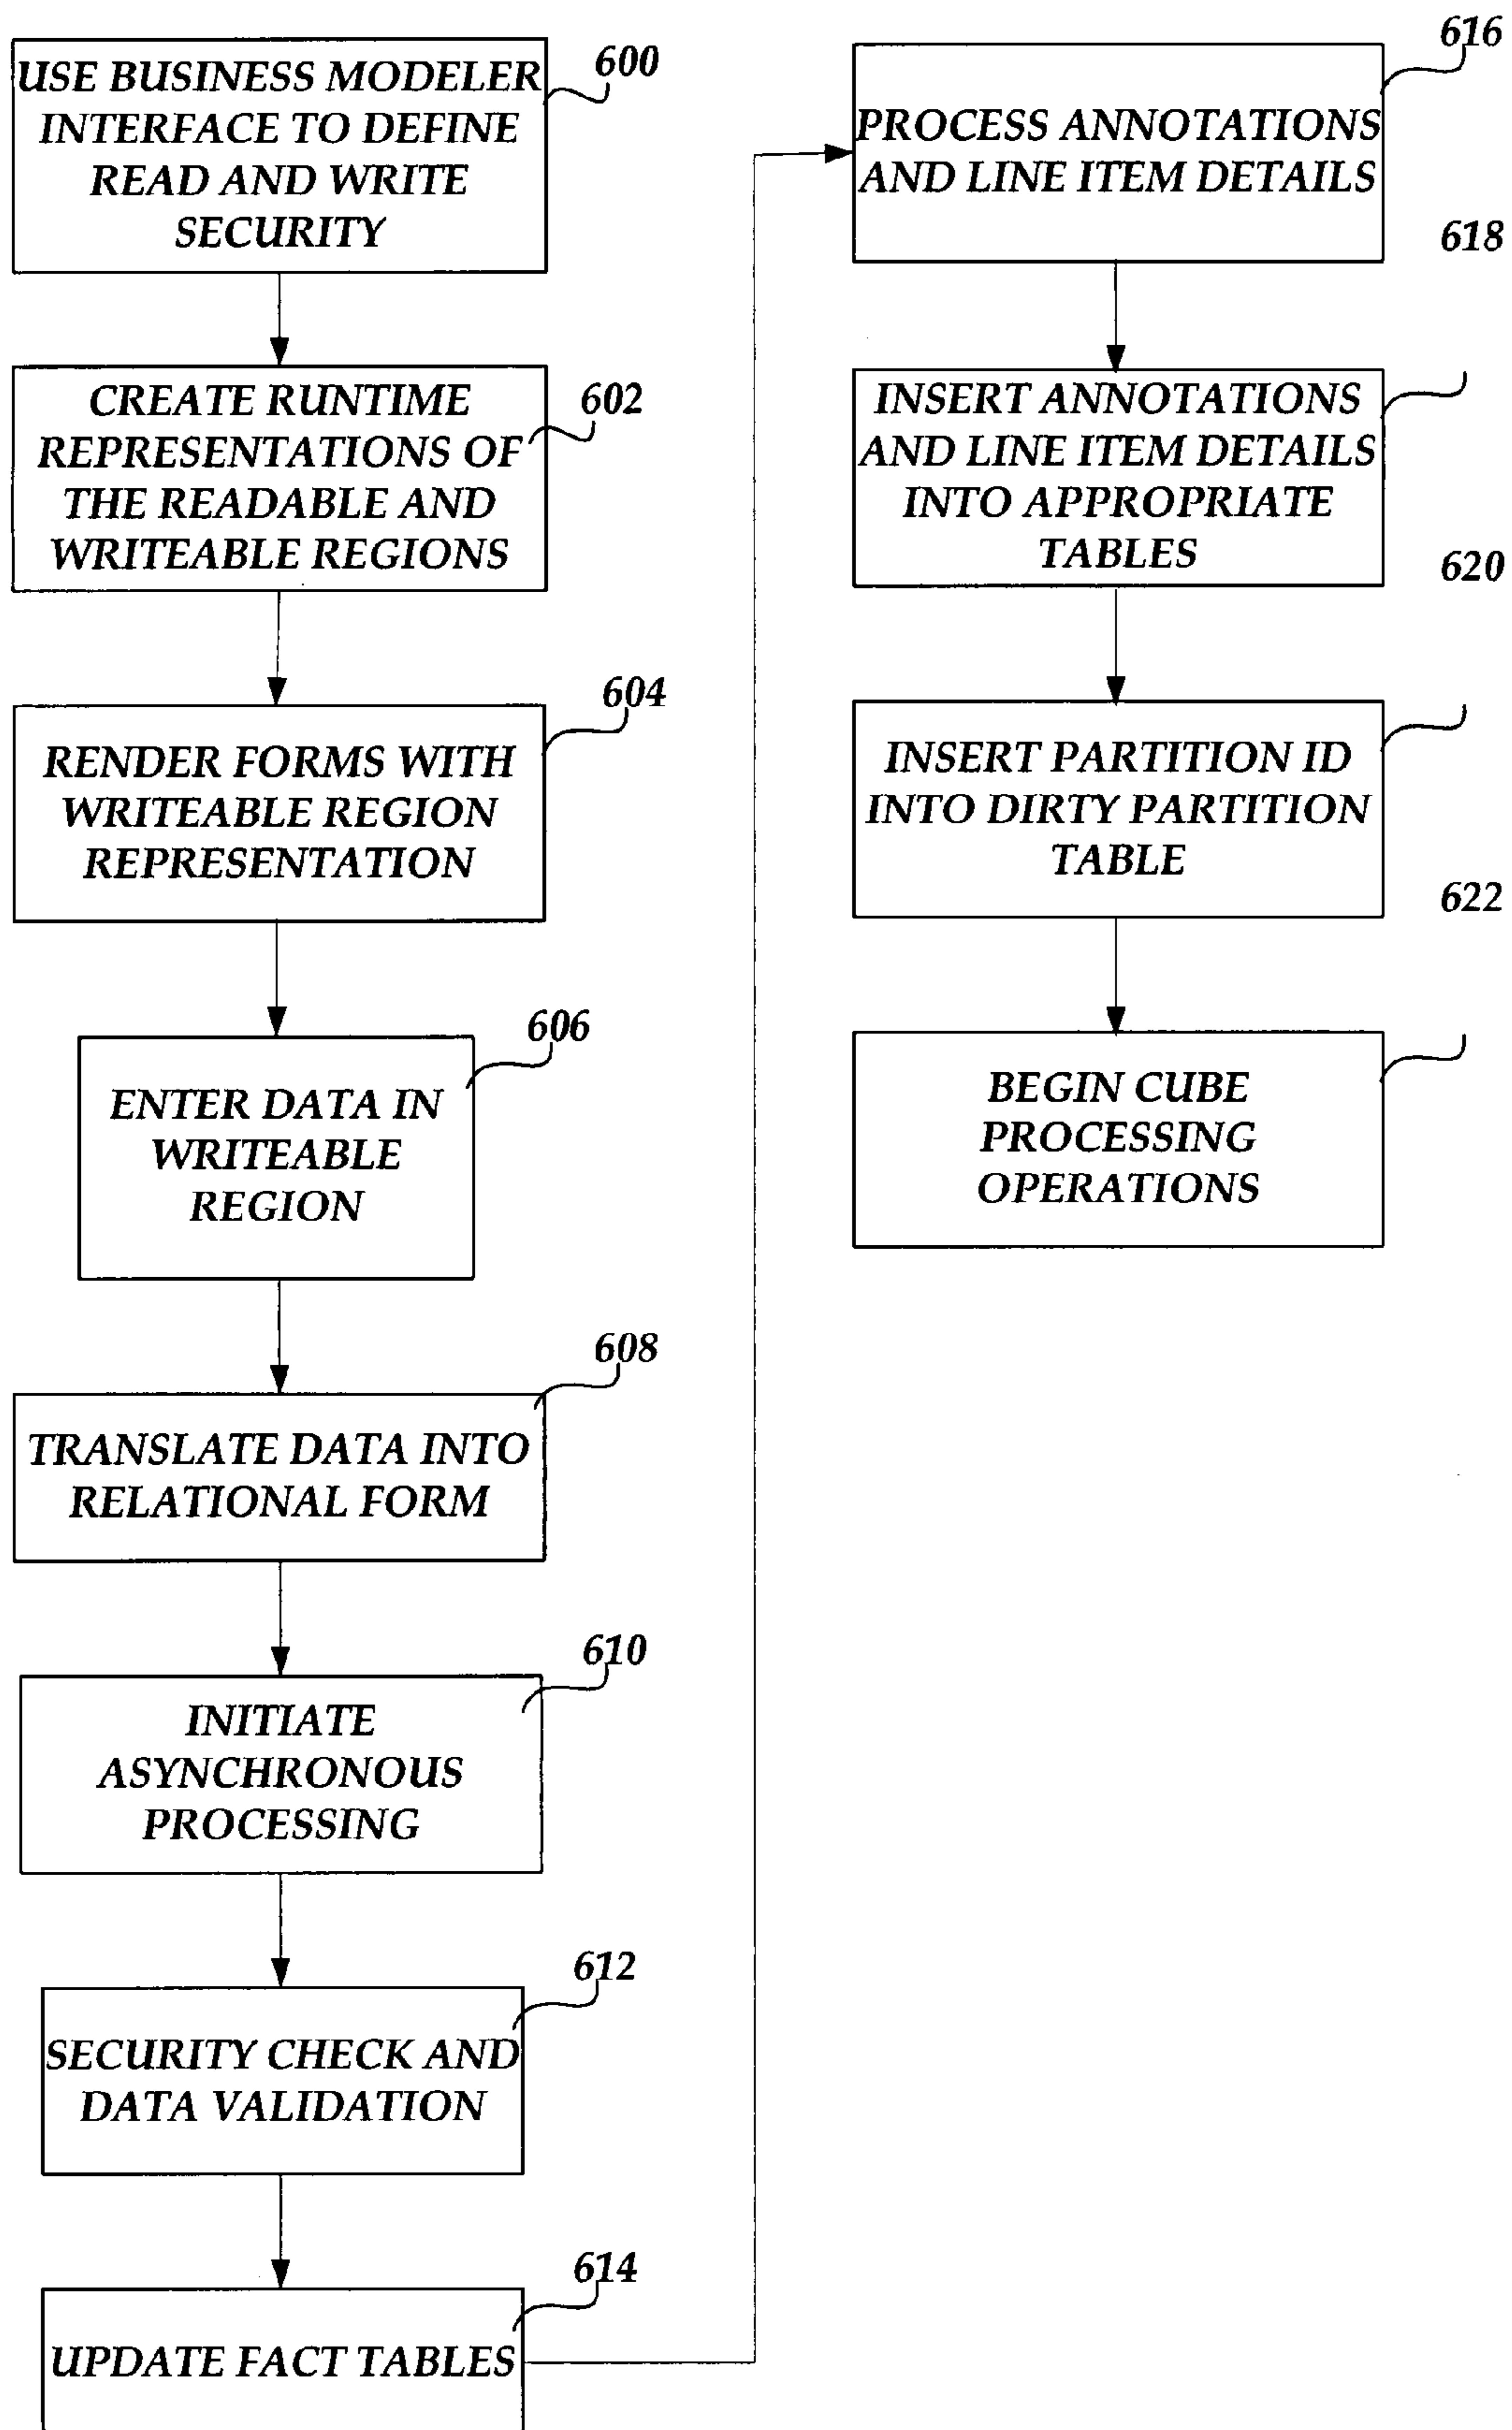 USE BUSINESS MODELER
INTERFACE TO DEFINE
READ AND WRITE
SECURITY
600
CREATE RUNTIME
REPRESENTATIONS OF
THE READABLE AND
WRITEABLE REGIONS
602
RENDER FORMS WITH
WRITEABLE REGION
REPRESENTATION
604
ENTER DATA IN
WRITEABLE
REGION
606
TRANSLATE DATA INTO
RELATIONAL FORM
608
INITIATE
ASYNCHRONOUS
PROCESSING
610
SECURITY CHECK AND
DATA VALIDATION
612
UPDATE FACT TABLES
614
PROCESS ANNOTATIONS
AND LINE ITEM DETAILS
616
INSERT ANNOTATIONS
AND LINE ITEM DETAILS
INTO APPROPRIATE
TABLES
618
INSERT PARTITION ID
INTO DIRTY PARTITION
TABLE
620
BEGIN CUBE
PROCESSING
OPERATIONS
622